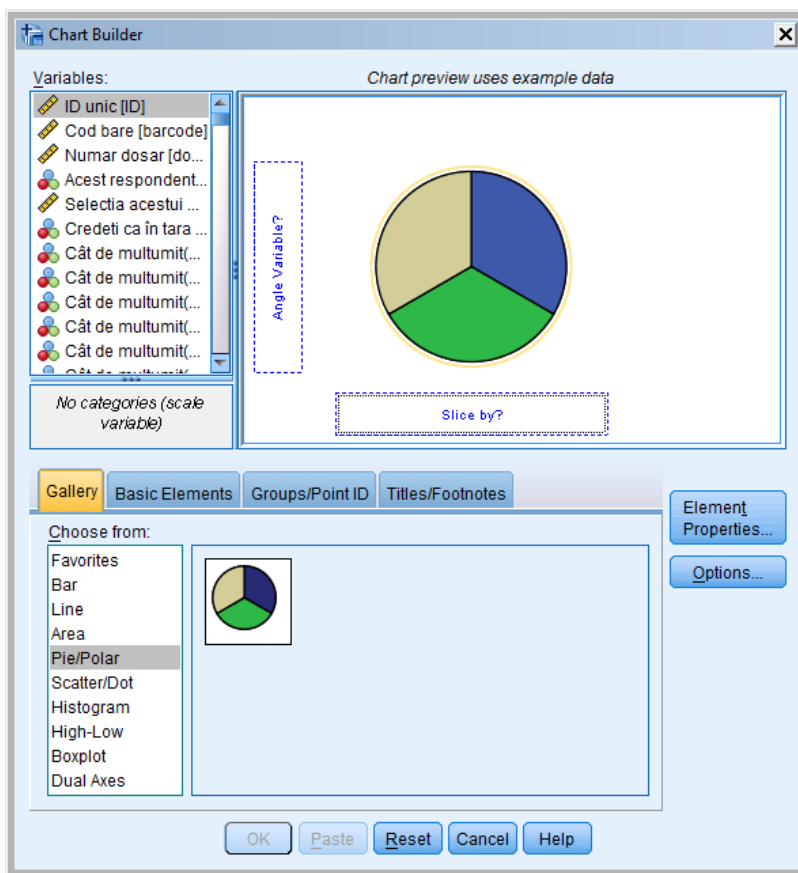 Chart Builder
Variables:
Chart preview uses example data
ID unic [ID]
Cod bare [barcode]
Numar dosar [do...
Acest respondent...
Selectia acestui ...
Credeti ca în tara ...
Cât de multumit(...
Cât de multumit(...
Cât de multumit(...
Cât de multumit(...
Cât de multumit(...
Cât de multumit(...
No categories (scale
variable)
Angle Variable?
Slice by?
Gallery
Basic Elements
Groups/Point ID
Titles/Footnotes
Choose from:
Favorites
Bar
Line
Area
Pie/Polar
Scatter/Dot
Histogram
High-Low
Boxplot
Dual Axes
Element
Properties...
Options...
OK
Paste
Reset
Cancel
Help